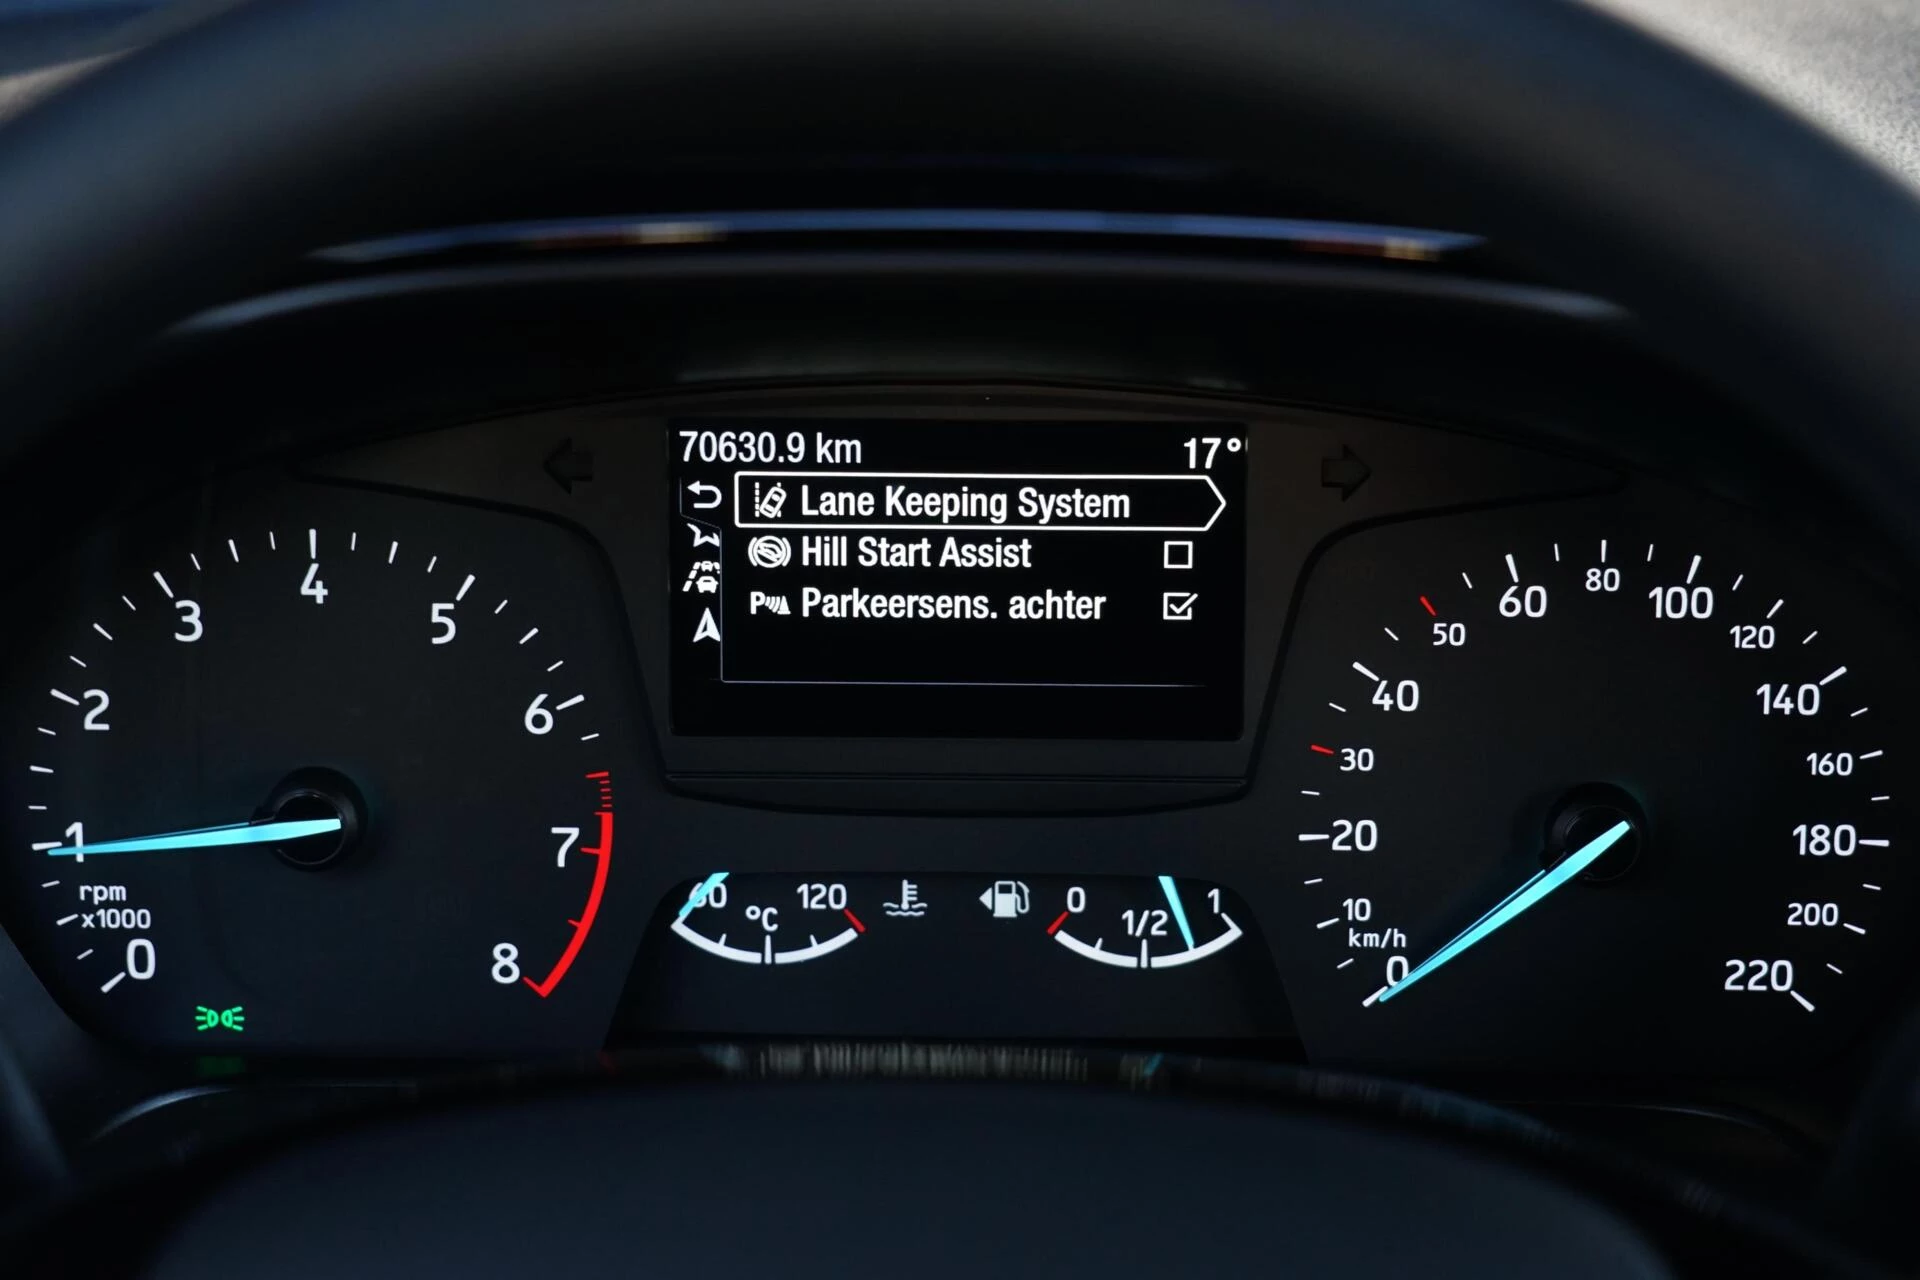 70630.9 km 17°
Lane Keeping System
Hill Start Assist
P Parkeersens. achter
0
1
2
3
4
5
6
7
8
rpm
x1000
60 120
°C
0 1/2 1
0
10
20
30
40
50
60
80
100
120
140
160
180
200
220
km/h